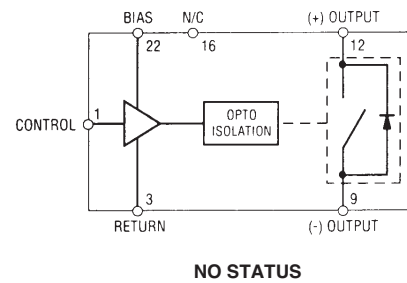 BIAS N/C (+) OUTPUT
22 16 12
CONTROL 1
OPTO
ISOLATION
3 9
RETURN (-) OUTPUT
NO STATUS